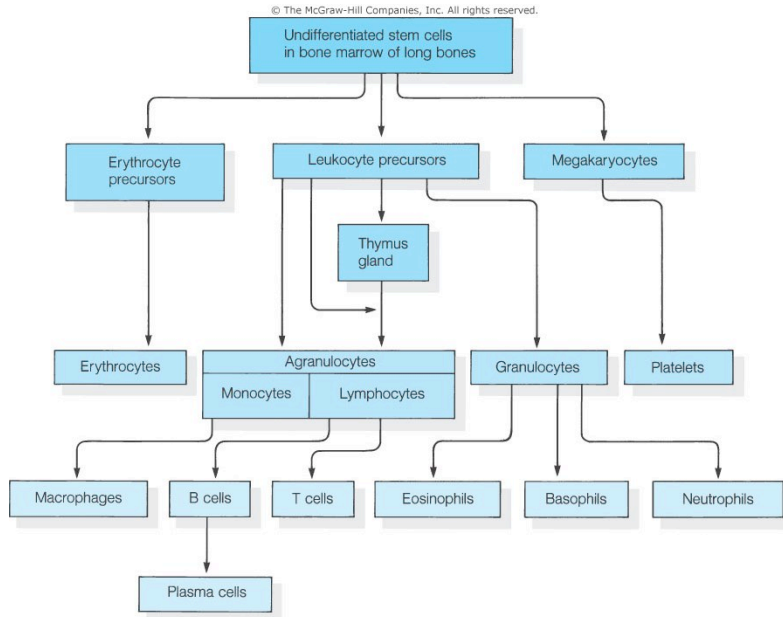 © The McGraw-Hill Companies, Inc. All rights reserved.
Undifferentiated stem cells
in bone marrow of long bones
Erythrocyte
precursors
Leukocyte precursors
Megakaryocytes
Thymus
gland
Erythrocytes
Agranulocytes
Monocytes
Lymphocytes
Granulocytes
Platelets
Macrophages
B cells
T cells
Eosinophils
Basophils
Neutrophils
Plasma cells